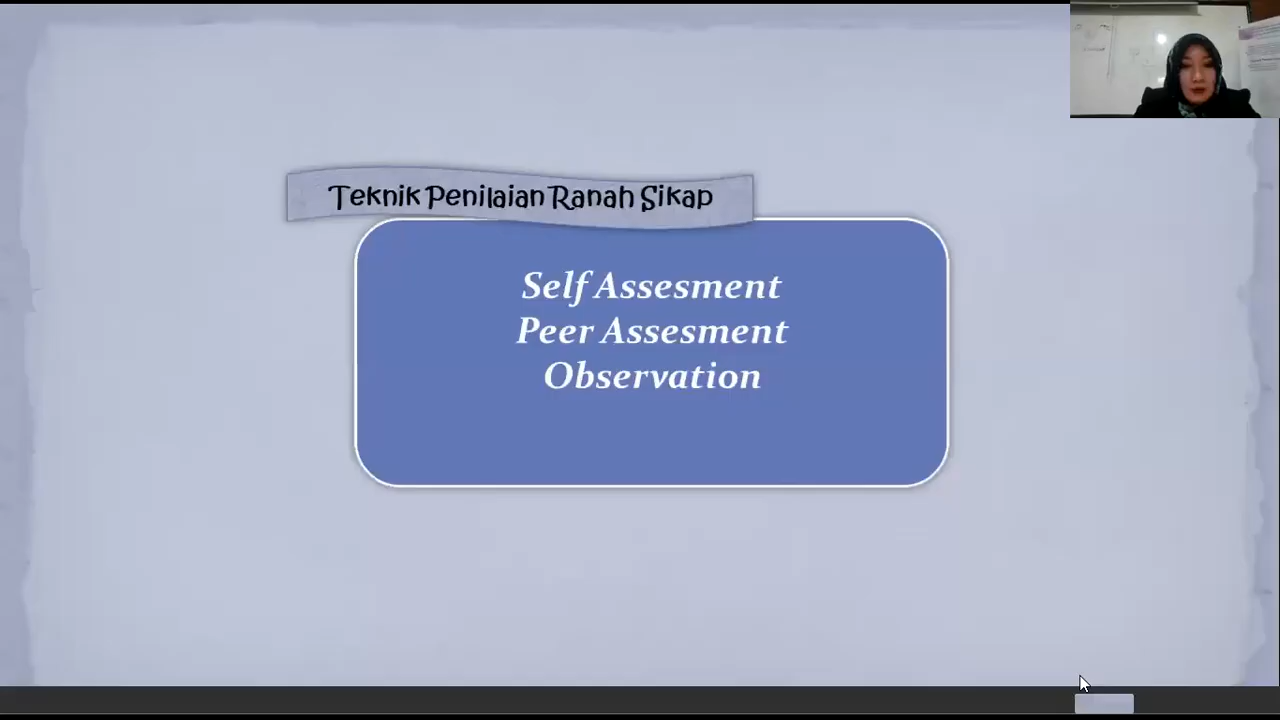 Teknik Penilaian Ranah Sikap
Self Assesment
Peer Assesment
Observation